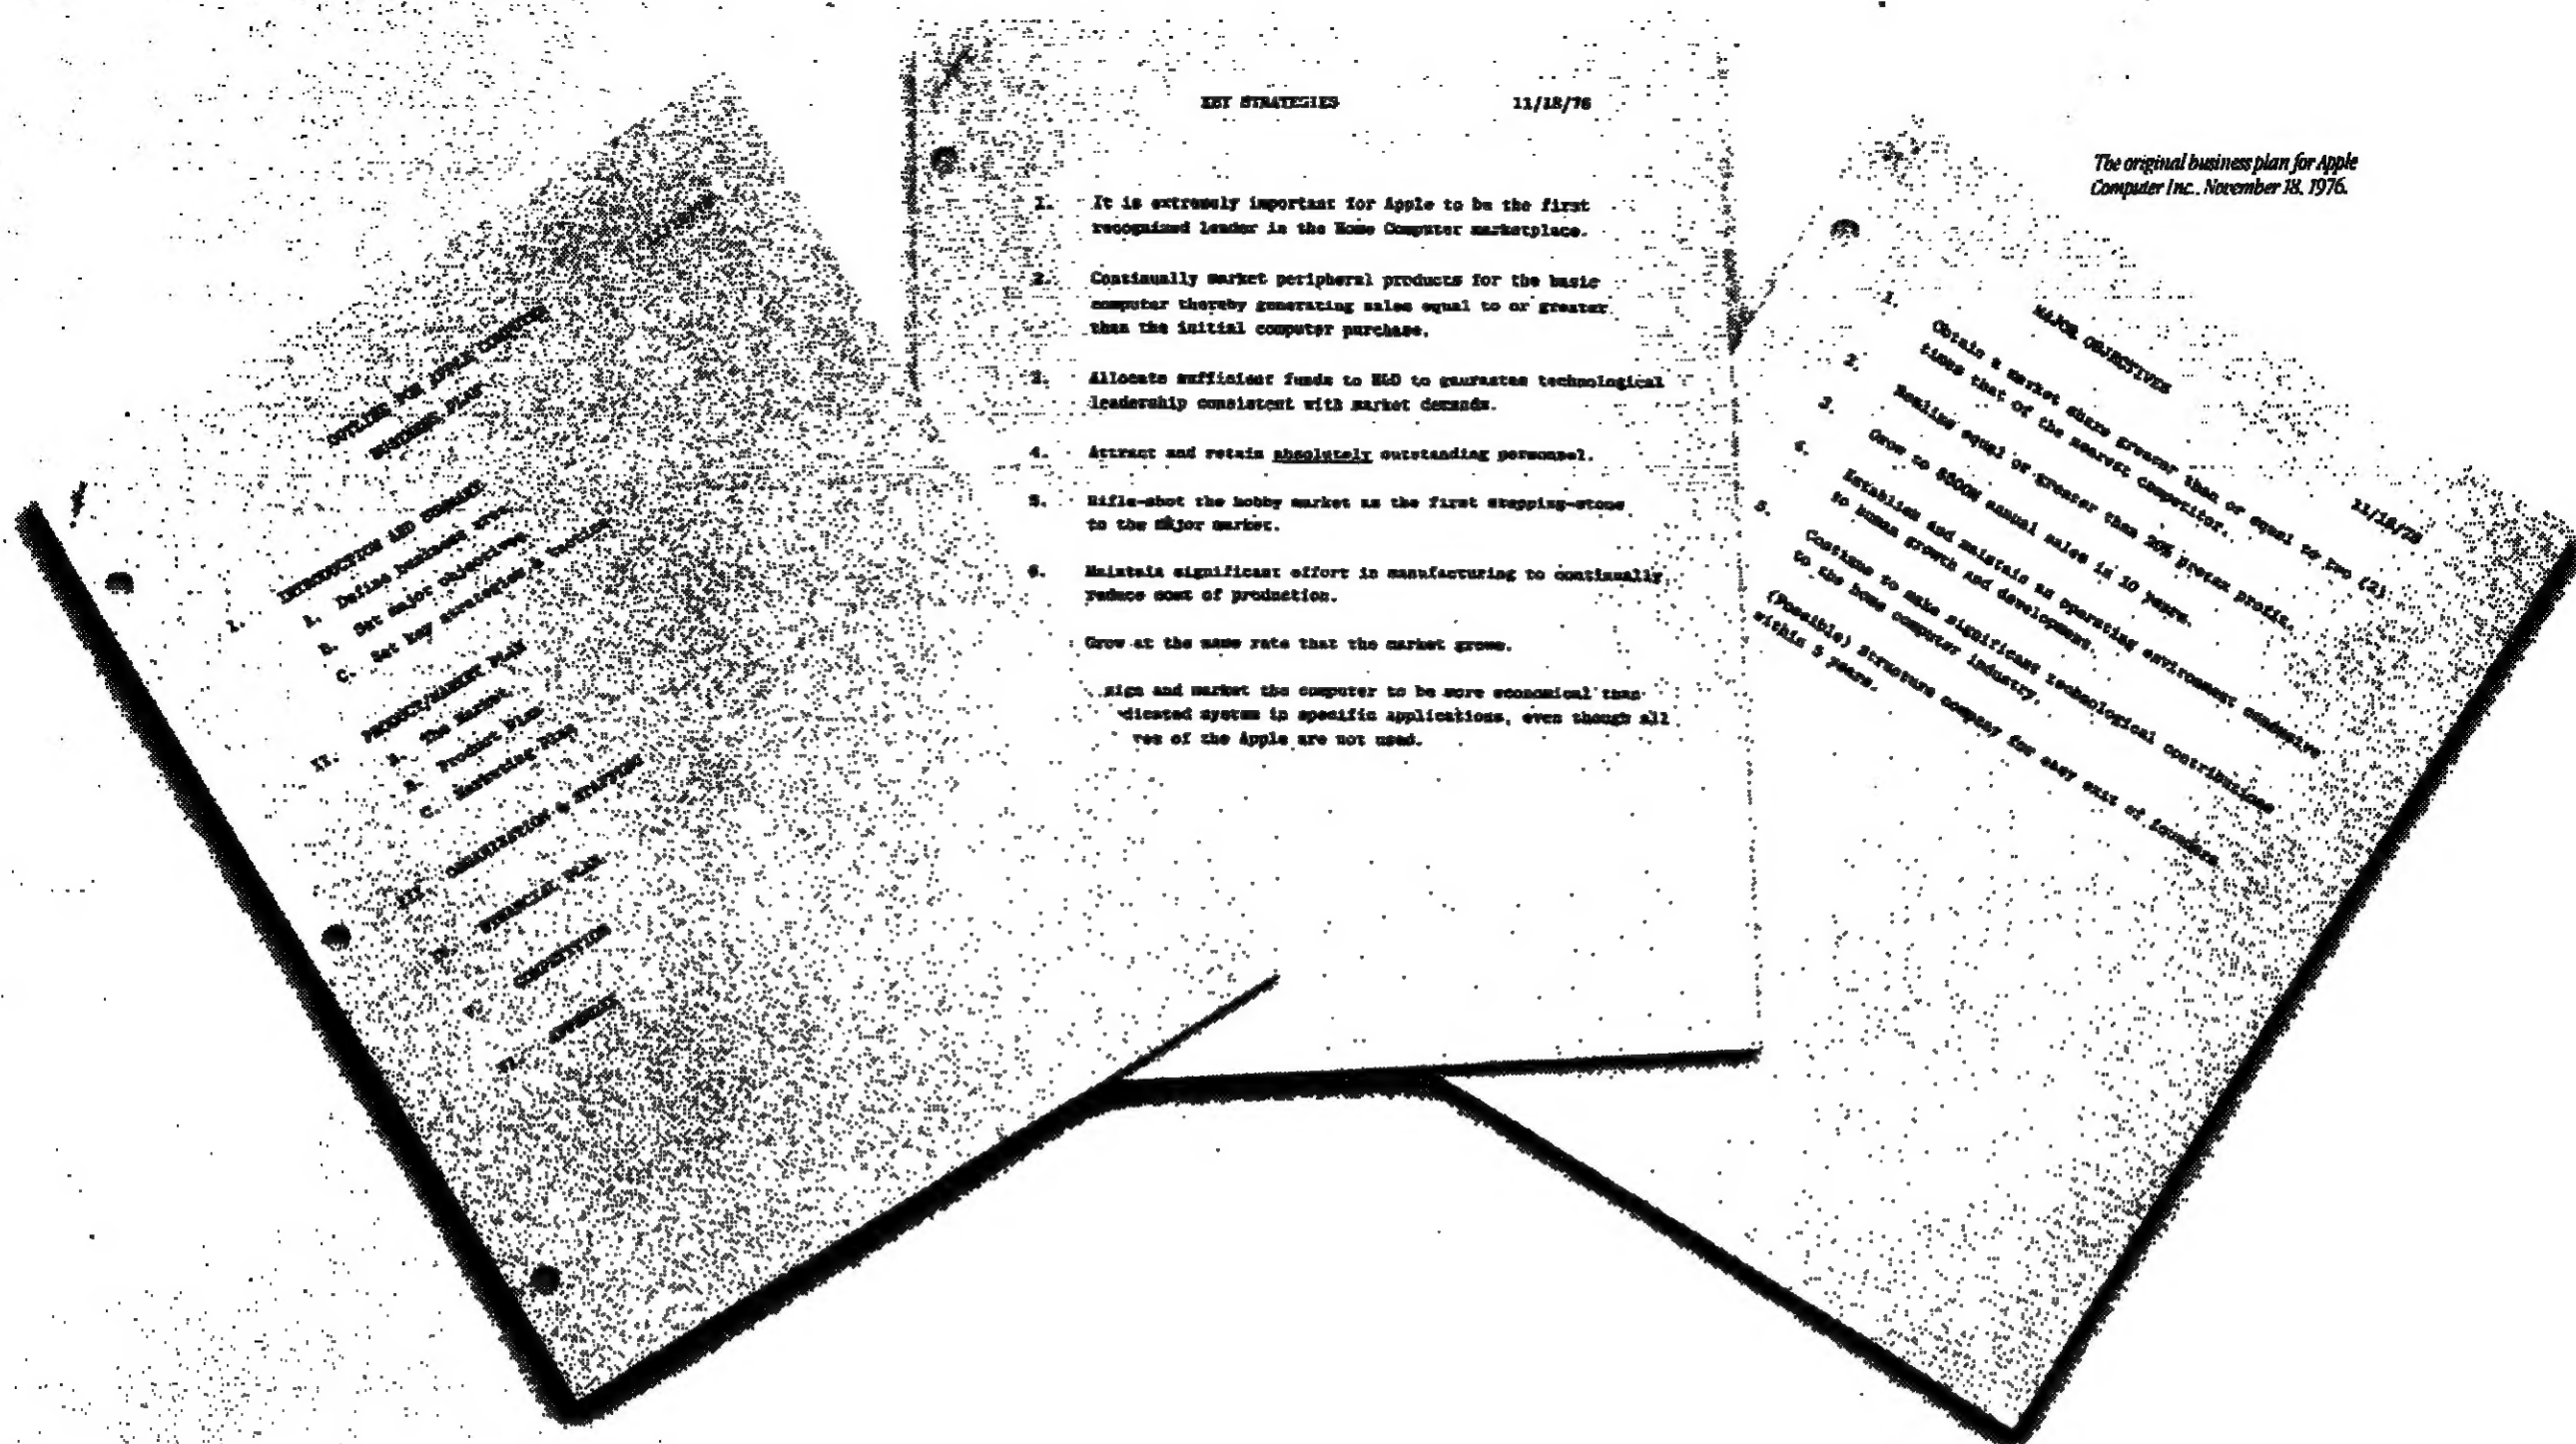 11/18/76
OUTLINE FOR APPLE COMPUTER
BUSINESS PLAN
I. INTRODUCTION AND SUMMARY
A. Define business area
B. Set major objectives
C. Set key strategies & tactics
II. PRODUCT/MARKET PLAN
A. The Market
B. Product Plan
C. Marketing Plan
III. ORGANIZATION & STAFFING
IV. FINANCIAL PLAN
V. COMPETITION
VI. APPENDIX
KEY STRATEGIES 11/18/76
1. It is extremely important for Apple to be the first
recognized leader in the Home Computer marketplace.
2. Continually market peripheral products for the basic
computer thereby generating sales equal to or greater
than the initial computer purchase.
3. Allocate sufficient funds to R&D to gaurantee technological
leadership consistent with market demands.
4. Attract and retain absolutely outstanding personnel.
5. Rifle-shot the hobby market as the first stepping-stone
to the major market.
6. Maintain significant effort in manufacturing to continually
reduce cost of production.
Grow at the same rate that the market grows.
sign and market the computer to be more economical than
dicated system in specific applications, even though all
res of the Apple are not used.
The original business plan for Apple
Computer Inc., November 18, 1976.
MAJOR OBJECTIVES 11/18/76
1. Obtain a market share greater than or equal to two (2)
times that of the nearest competitor.
2. Realize equal or greater than 20% pretax profit.
3. Grow to $500M annual sales in 10 years.
4. Establish and maintain an operating environment conducive
to human growth and development.
5. Continue to make significant technological contributions
to the home computer industry.
(Possible) Structure company for easy exit of founders
within 5 years.